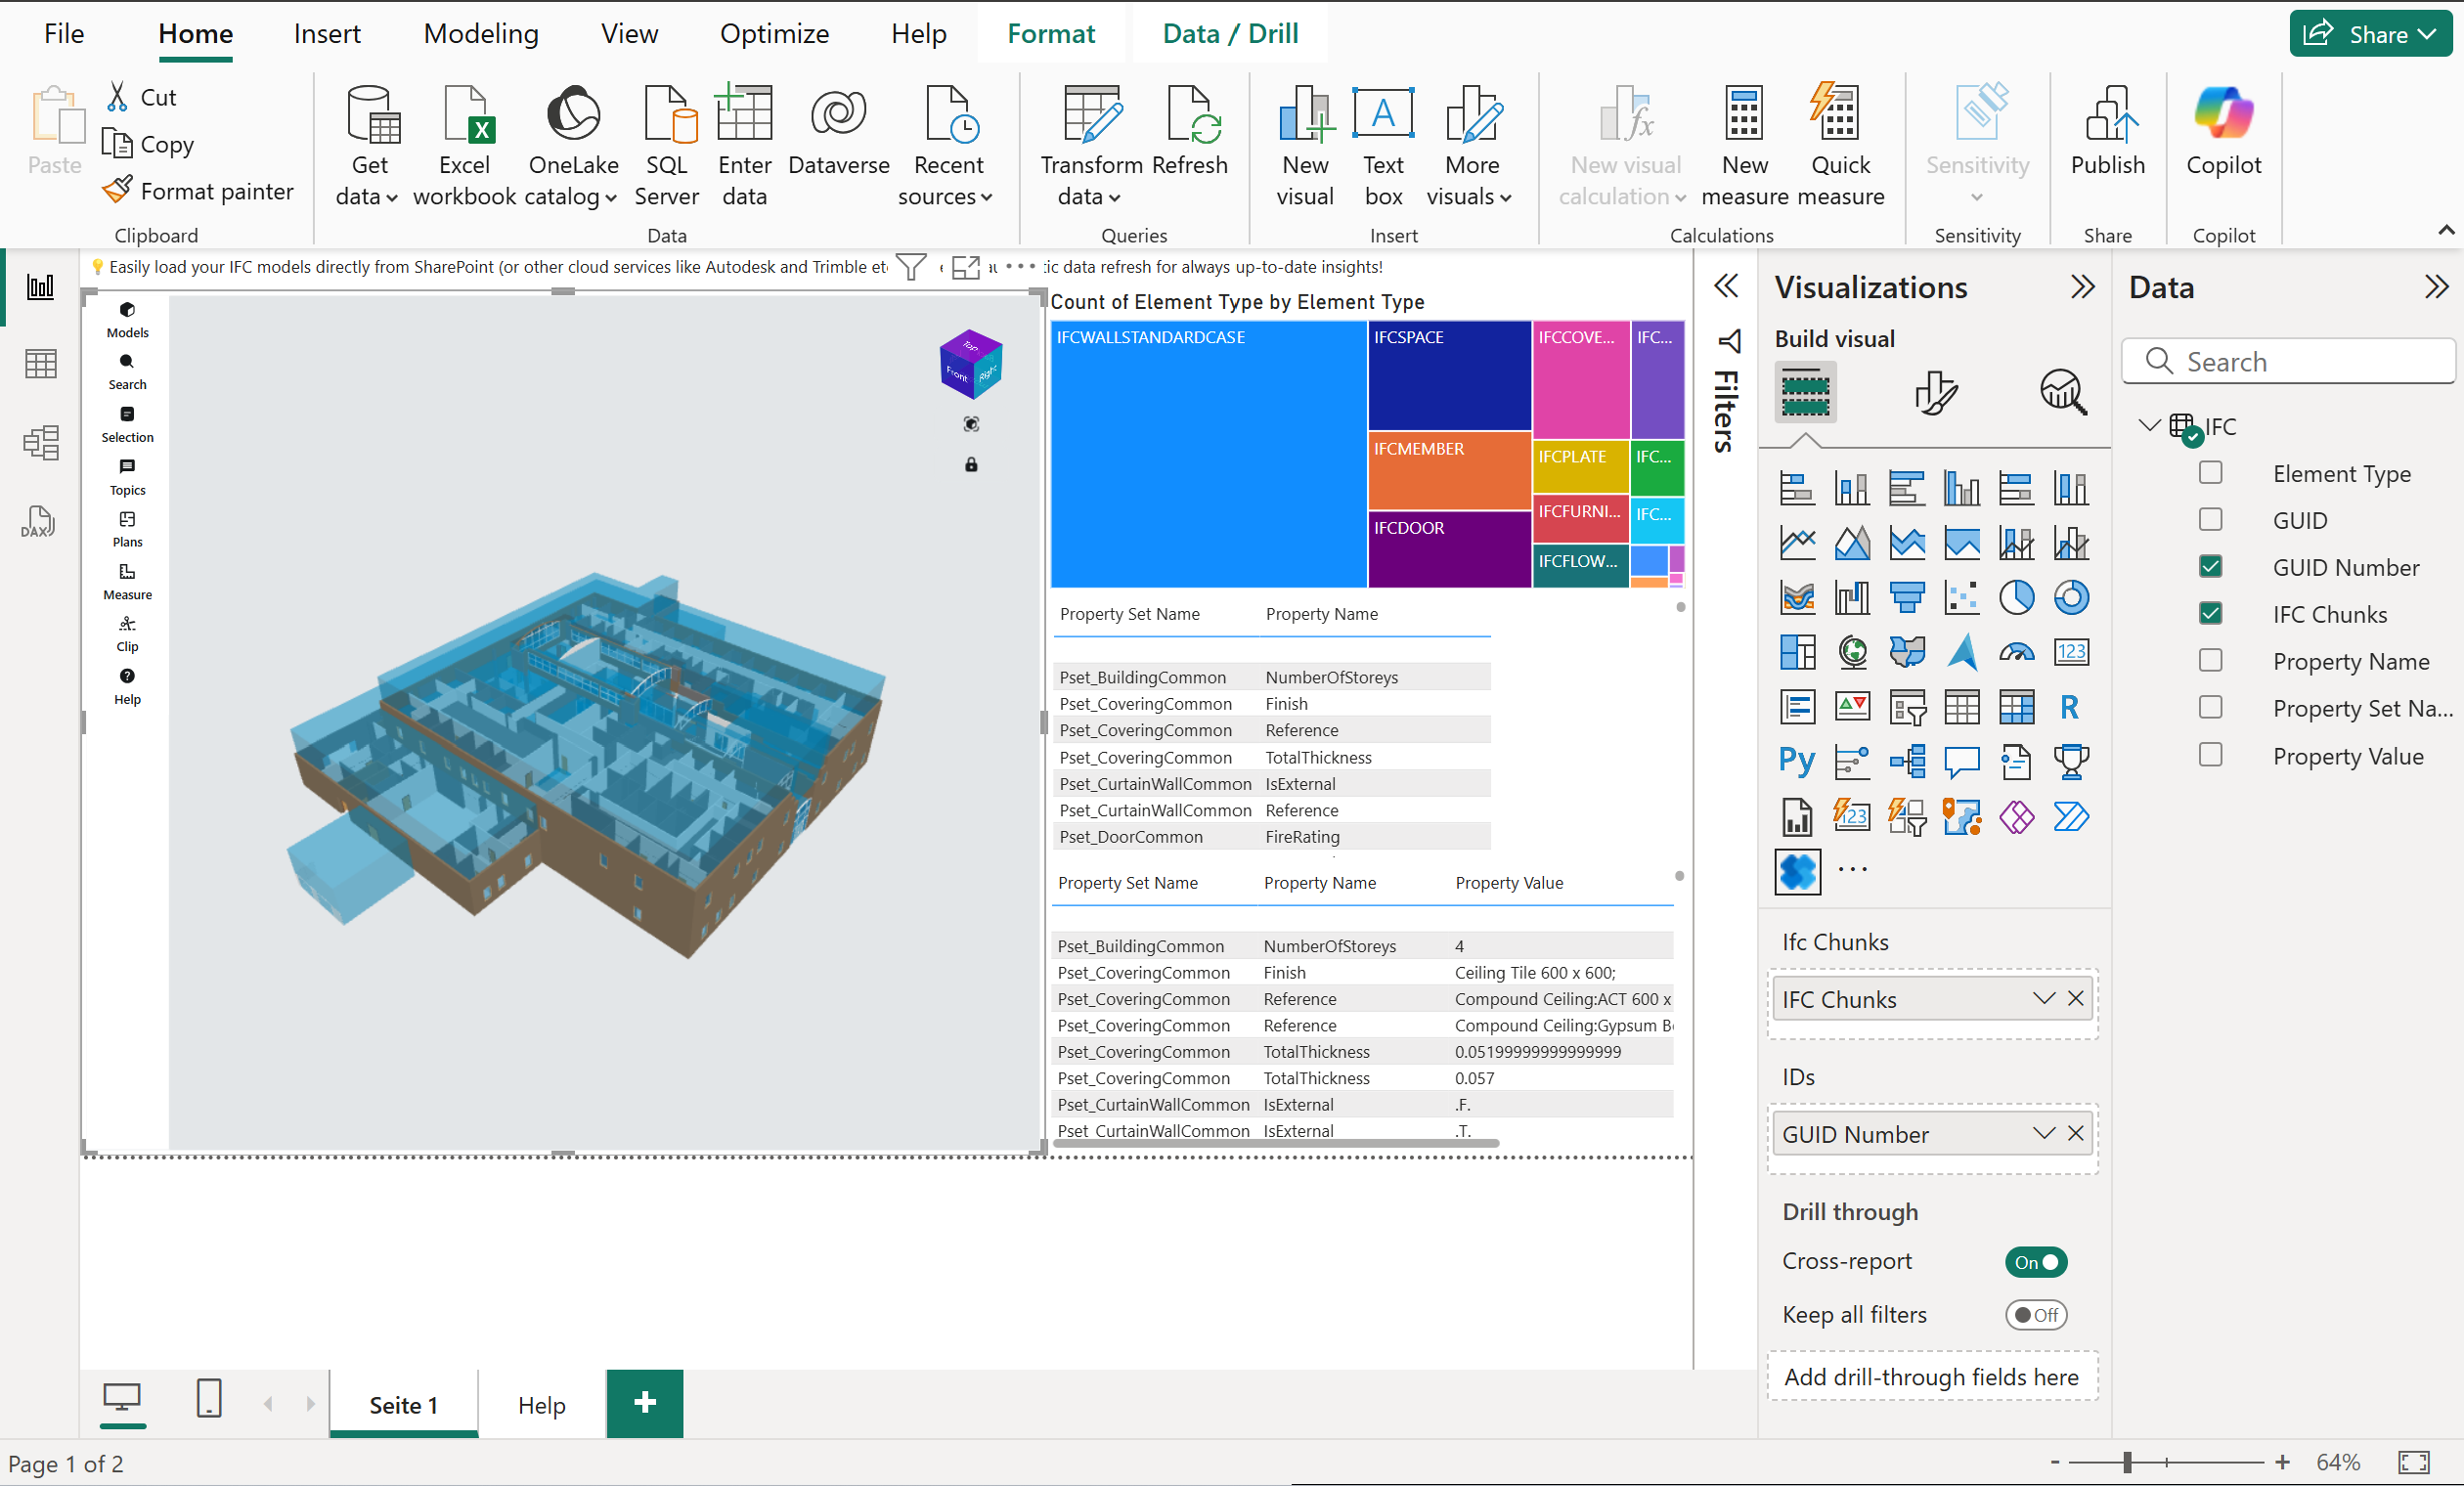 File Home Insert Modeling View Optimize Help Format Data / Drill Share
Paste
Cut
Copy
Format painter
Clipboard
Get data
Excel workbook
OneLake catalog
SQL Server
Enter data
Dataverse
Recent sources
Data
Transform data
Refresh
Queries
New visual
Text box
More visuals
Insert
New visual calculation
New measure
Quick measure
Calculations
Sensitivity
Sensitivity
Publish
Share
Copilot
Copilot
DAX
Easily load your IFC models directly from SharePoint (or other cloud services like Autodesk and Trimble etc
ic data refresh for always up-to-date insights!
Models
Search
Selection
Topics
Plans
Measure
Clip
Help
Top
Front
Right
Count of Element Type by Element Type
IFCWALLSTANDARDCASE
IFCSPACE
IFCMEMBER
IFCDOOR
IFCCOVE...
IFCPLATE
IFCFURNI...
IFCFLOW...
IFC...
IFC...
IFC...
Property Set Name Property Name
Pset_BuildingCommon NumberOfStoreys
Pset_CoveringCommon Finish
Pset_CoveringCommon Reference
Pset_CoveringCommon TotalThickness
Pset_CurtainWallCommon IsExternal
Pset_CurtainWallCommon Reference
Pset_DoorCommon FireRating
Property Set Name Property Name Property Value
Pset_BuildingCommon NumberOfStoreys 4
Pset_CoveringCommon Finish Ceiling Tile 600 x 600;
Pset_CoveringCommon Reference Compound Ceiling:ACT 600 x
Pset_CoveringCommon Reference Compound Ceiling:Gypsum B
Pset_CoveringCommon TotalThickness 0.05199999999999999
Pset_CoveringCommon TotalThickness 0.057
Pset_CurtainWallCommon IsExternal .F.
Pset_CurtainWallCommon IsExternal .T.
Filters
Visualizations
Build visual
123
R
Py
123
Ifc Chunks
IFC Chunks
IDs
GUID Number
Drill through
Cross-report On
Keep all filters Off
Add drill-through fields here
Data
Search
IFC
Element Type
GUID
GUID Number
IFC Chunks
Property Name
Property Set Na...
Property Value
Seite 1 Help +
Page 1 of 2
- + 64%